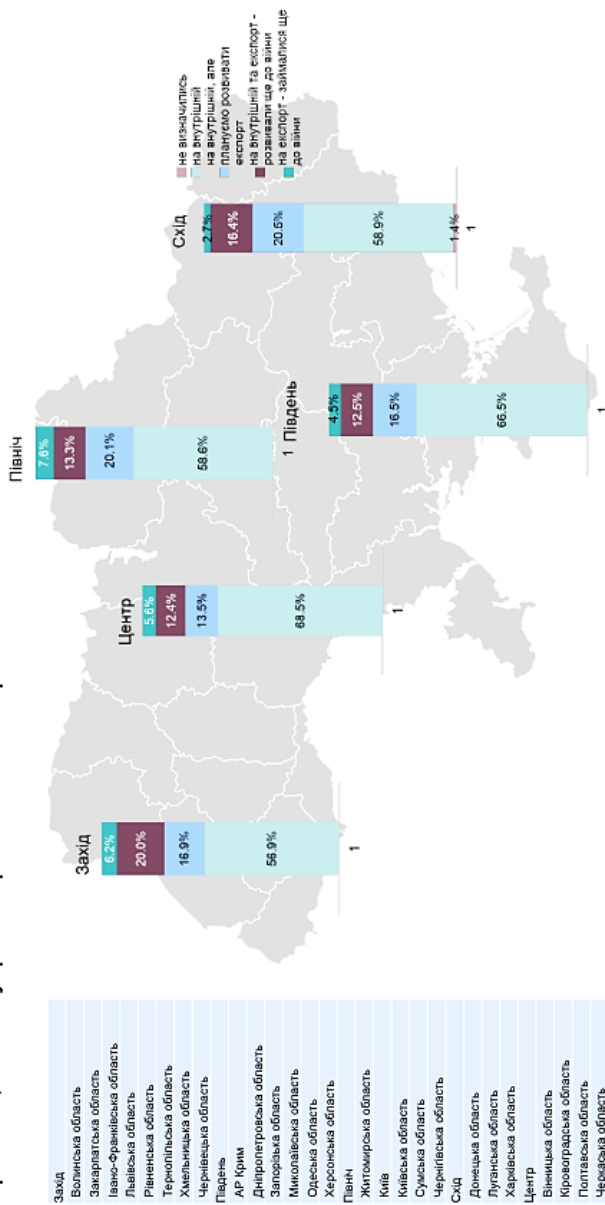 Захід
Волинська область
Закарпатська область
Івано-Франківська область
Львівська область
Рівненська область
Тернопільська область
Хмельницька область
Чернівецька область
Південь
АР Крим
Дніпропетровська область
Запорізька область
Миколаївська область
Одеська область
Херсонська область
Північ
Житомирська область
Київ
Київська область
Сумська область
Чернігівська область
Схід
Донецька область
Луганська область
Харківська область
Центр
Вінницька область
Кіровоградська область
Полтавська область
Черкаська область
Захід
6.2%
20.0%
16.9%
56.9%
1
Центр
5.6%
12.4%
13.5%
68.5%
1
Північ
7.6%
13.3%
20.1%
58.6%
1
Південь
4.5%
12.5%
16.5%
66.5%
1
Схід
2.7%
16.4%
20.5%
58.9%
1.4%
1
не визначились
на внутрішній
на внутрішній, але
плануємо розвивати
експорт
на внутрішній та експорт -
розвивали ще до війни
на експорт - займалися ще
до війни